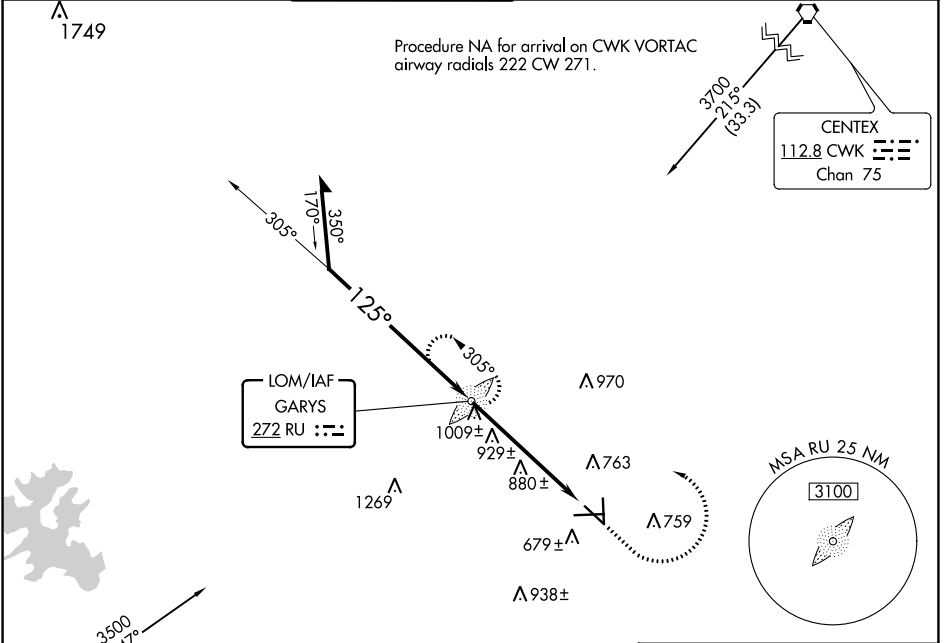 1749
Procedure NA for arrival on CWK VORTAC
airway radials 222 CW 271.
3700
215°
(33.3)
CENTEX
112.8 CWK
Chan 75
305°
170°
350°
125°
305°
LOM/IAF
GARYS
272 RU
970
1009±
929±
880±
763
1269
759
679±
938±
MSA RU 25 NM
3100
3500